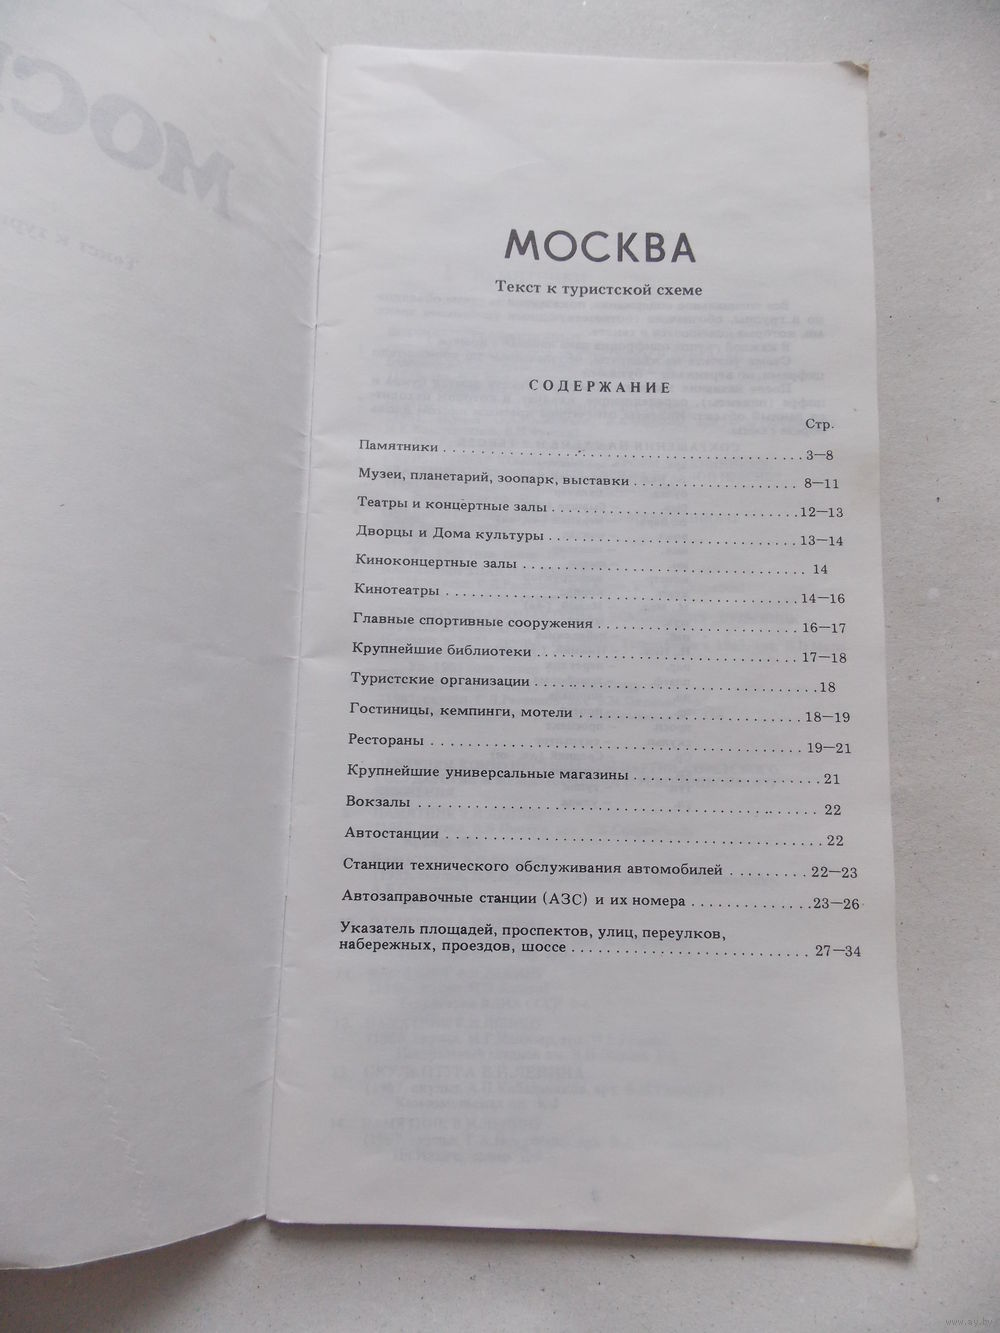 МОСКВА
Текст к туристской схеме
СОДЕРЖАНИЕ
Стр.
Памятники . . . . . . . . . . . . . . . . . . . . 3—8
Музеи, планетарий, зоопарк, выставки . . . . . . . . . . 8—11
Театры и концертные залы . . . . . . . . . . . . . . . 12—13
Дворцы и Дома культуры . . . . . . . . . . . . . . . 13—14
Киноконцертные залы . . . . . . . . . . . . . . . . 14
Кинотеатры . . . . . . . . . . . . . . . . . . . . 14—16
Главные спортивные сооружения . . . . . . . . . . . . 16—17
Крупнейшие библиотеки . . . . . . . . . . . . . . . 17—18
Туристские организации . . . . . . . . . . . . . . . 18
Гостиницы, кемпинги, мотели . . . . . . . . . . . . . 18—19
Рестораны . . . . . . . . . . . . . . . . . . . . 19—21
Крупнейшие универсальные магазины . . . . . . . . . . 21
Вокзалы . . . . . . . . . . . . . . . . . . . . . 22
Автостанции . . . . . . . . . . . . . . . . . . . 22
Станции технического обслуживания автомобилей . . . . . . 22—23
Автозаправочные станции (АЗС) и их номера . . . . . . . . 23—26
Указатель площадей, проспектов, улиц, переулков,
набережных, проездов, шоссе . . . . . . . . . . . . . 27—34
www.ay.by